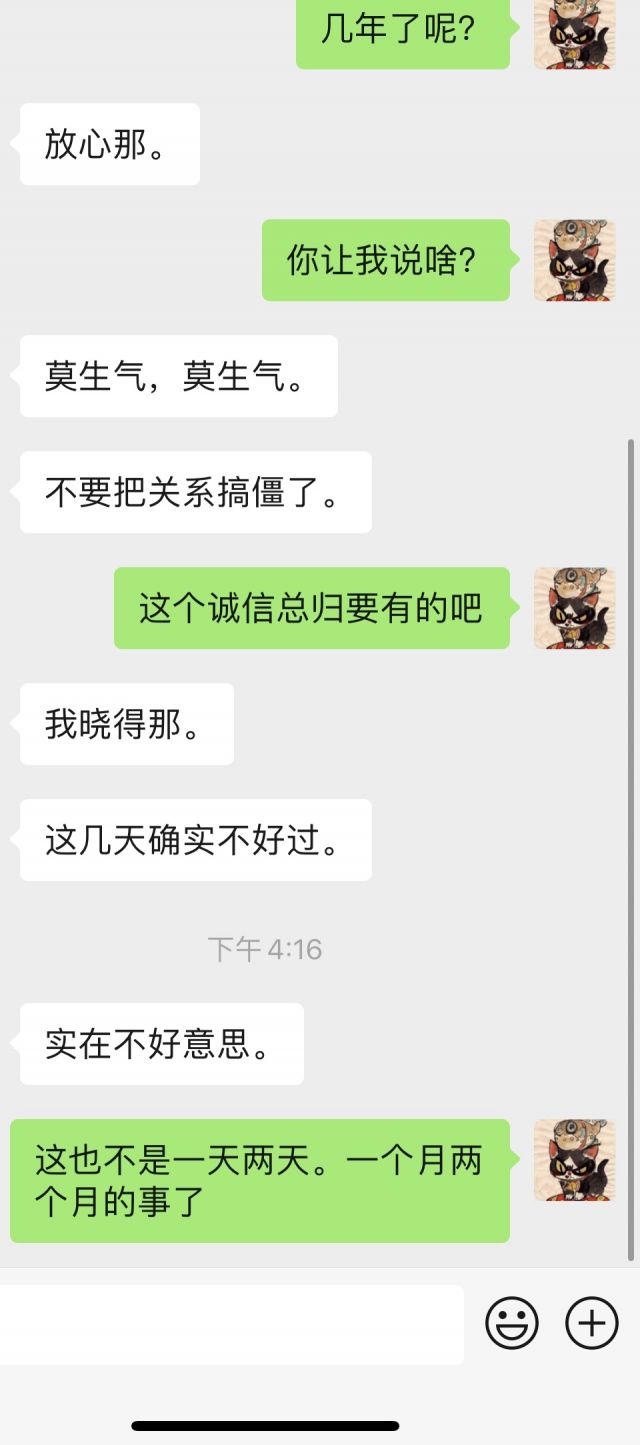 几年了呢?
放心那。
你让我说啥?
莫生气，莫生气。
不要把关系搞僵了。
这个诚信总归要有的吧
我晓得那。
这几天确实不好过。
下午 4:16
实在不好意思。
这也不是一天两天。一个月两
个月的事了